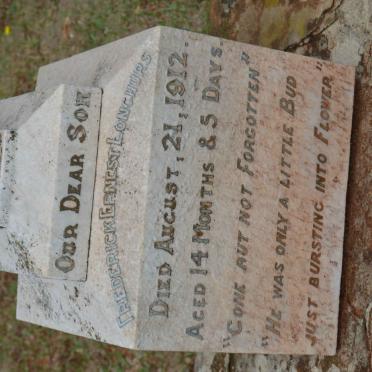 OUR DEAR SON
FREDERICK ERNEST LONGHURST
DIED AUGUST, 21, 1912.
AGED 14 MONTHS & 5 DAYS.
"GONE BUT NOT FORGOTTEN"
"HE WAS ONLY A LITTLE BUD
JUST BURSTING INTO FLOWER"